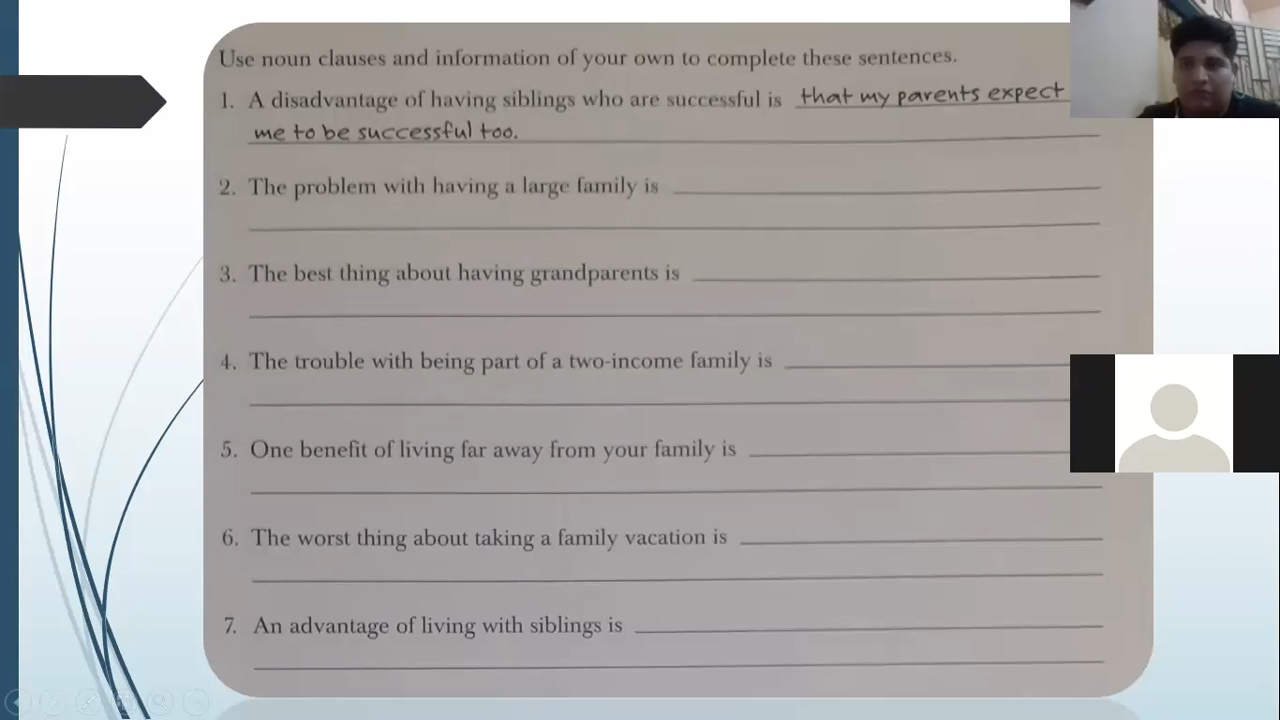 Use noun clauses and information of your own to complete these sentences.
1. A disadvantage of having siblings who are successful is that my parents expect
me to be successful too.
2. The problem with having a large family is
3. The best thing about having grandparents is
4. The trouble with being part of a two-income family is
5. One benefit of living far away from your family is
6. The worst thing about taking a family vacation is
7. An advantage of living with siblings is